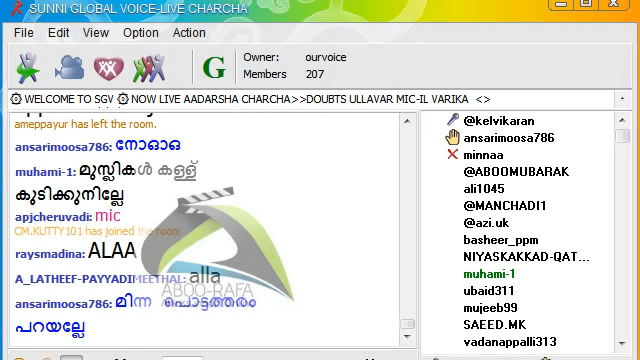 SUNNI GLOBAL VOICE-LIVE CHARCHA
File Edit View Option Action
G
Owner: ourvoice
Members 207
WELCOME TO SGV NOW LIVE AADARSHA CHARCHA>>DOUBTS ULLAVAR MIC-IL VARIKA <>
ameppayur has left the room.
ansarimoosa786: നോഓഓ
muhami-1: മുസ്ലികൾ കള്ള്
കുടിക്കുനില്ലേ
apjcheruvadi: mic
CM.KUTTY101 has joined the room
raysmadina: ALAA
A_LATHEEF-PAYYADIMEETHAL: alla
ABOO-RAFA
ansarimoosa786: മിന്ന പൊട്ടത്തരം
പറയല്ലേ
@kelvikaran
ansarimoosa786
minnaa
@ABOOMUBARAK
ali1045
@MANCHADI1
@azi.uk
basheer_ppm
NIYASKAKKAD-QAT...
muhami-1
ubaid311
mujeeb99
SAEED.MK
vadanappalli313